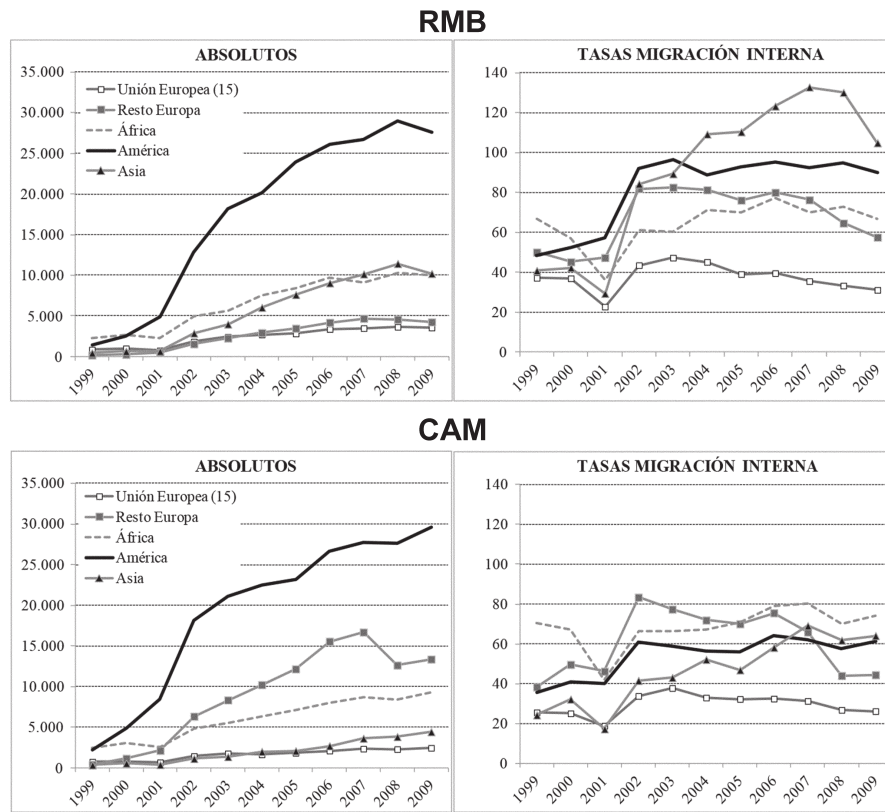 RMB
ABSOLUTOS
35.000
30.000
25.000
20.000
15.000
10.000
5.000
0
Unión Europea (15)
Resto Europa
África
América
Asia
1999 2000 2001 2002 2003 2004 2005 2006 2007 2008 2009
TASAS MIGRACIÓN INTERNA
140
120
100
80
60
40
20
0
1999 2000 2001 2002 2003 2004 2005 2006 2007 2008 2009
CAM
ABSOLUTOS
35.000
30.000
25.000
20.000
15.000
10.000
5.000
0
Unión Europea (15)
Resto Europa
África
América
Asia
1999 2000 2001 2002 2003 2004 2005 2006 2007 2008 2009
TASAS MIGRACIÓN INTERNA
140
120
100
80
60
40
20
0
1999 2000 2001 2002 2003 2004 2005 2006 2007 2008 2009